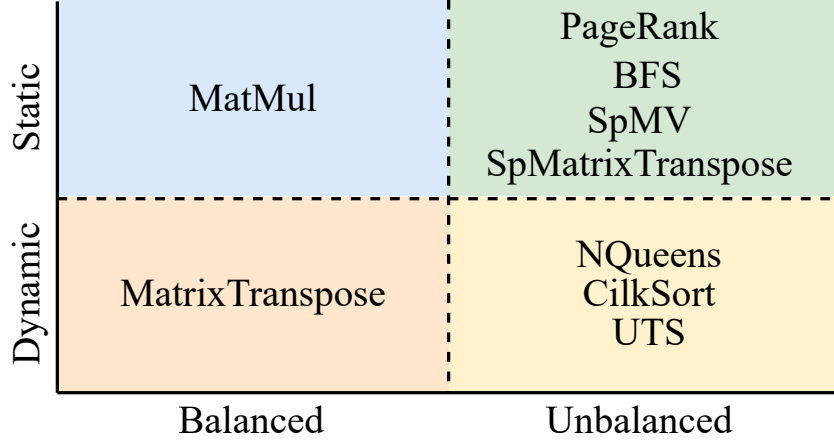 Static
MatMul
PageRank
BFS
SpMV
SpMatrixTranspose
Dynamic
MatrixTranspose
NQueens
CilkSort
UTS
Balanced
Unbalanced